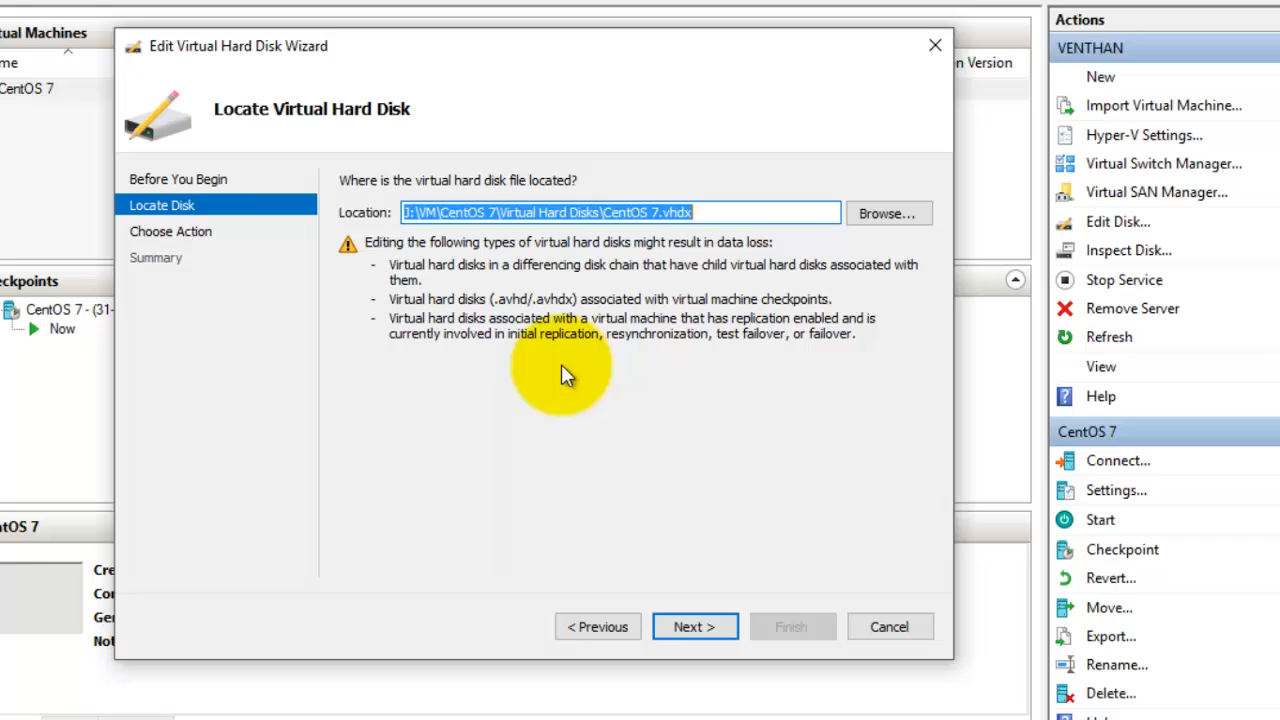 tual Machines
me
CentOS 7
eckpoints
CentOS 7 - (31-
Now
ntOS 7
Cre
Con
Ger
Not
Edit Virtual Hard Disk Wizard
Locate Virtual Hard Disk
Before You Begin
Locate Disk
Choose Action
Summary
Where is the virtual hard disk file located?
Location: J:\VM\CentOS 7\Virtual Hard Disks\CentOS 7.vhdx Browse...
Editing the following types of virtual hard disks might result in data loss:
- Virtual hard disks in a differencing disk chain that have child virtual hard disks associated with
them.
- Virtual hard disks (.avhd/.avhdx) associated with virtual machine checkpoints.
- Virtual hard disks associated with a virtual machine that has replication enabled and is
currently involved in initial replication, resynchronization, test failover, or failover.
< Previous Next > Finish Cancel
n Version
Actions
VENTHAN
New
Import Virtual Machine...
Hyper-V Settings...
Virtual Switch Manager...
Virtual SAN Manager...
Edit Disk...
Inspect Disk...
Stop Service
Remove Server
Refresh
View
Help
CentOS 7
Connect...
Settings...
Start
Checkpoint
Revert...
Move...
Export...
Rename...
Delete...